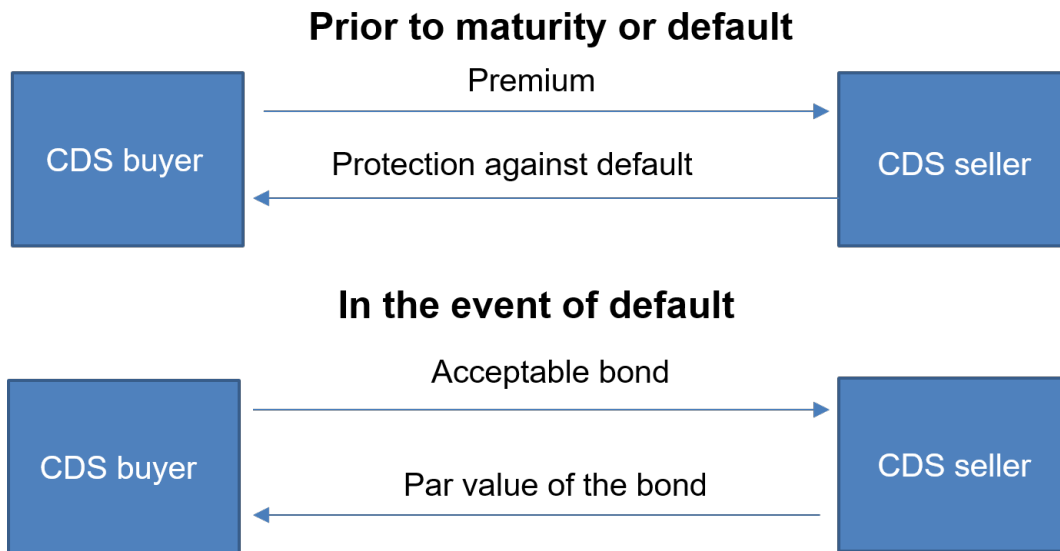 Prior to maturity or default
Premium
CDS buyer
CDS seller
Protection against default
In the event of default
Acceptable bond
CDS buyer
CDS seller
Par value of the bond